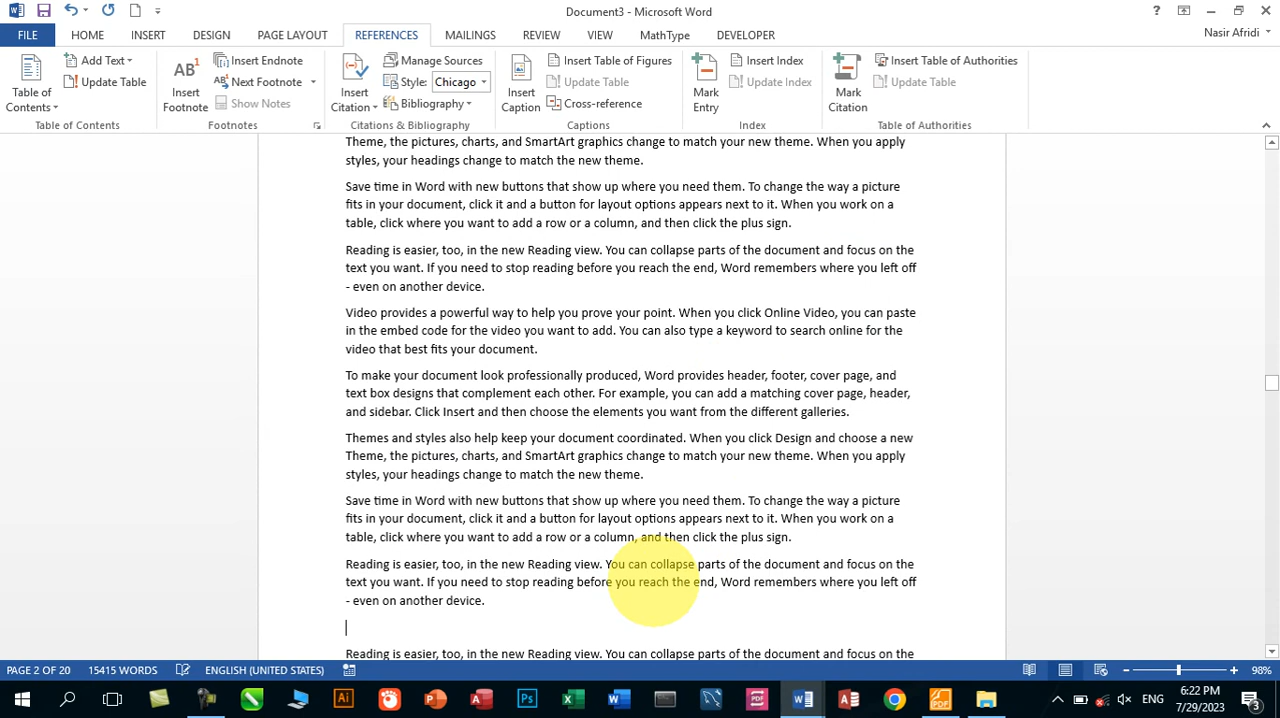 Document3 - Microsoft Word
?
FILE HOME INSERT DESIGN PAGE LAYOUT REFERENCES MAILINGS REVIEW VIEW MathType DEVELOPER Nasir Afridi
Table of Contents
Add Text
Update Table
Table of Contents
AB1
Insert Footnote
Insert Endnote
Next Footnote
Show Notes
Footnotes
Insert Citation
Manage Sources
Style: Chicago
Bibliography
Citations & Bibliography
Insert Caption
Insert Table of Figures
Update Table
Cross-reference
Captions
Mark Entry
Insert Index
Update Index
Index
Mark Citation
Insert Table of Authorities
Update Table
Table of Authorities
Theme, the pictures, charts, and SmartArt graphics change to match your new theme. When you apply
styles, your headings change to match the new theme.
Save time in Word with new buttons that show up where you need them. To change the way a picture
fits in your document, click it and a button for layout options appears next to it. When you work on a
table, click where you want to add a row or a column, and then click the plus sign.
Reading is easier, too, in the new Reading view. You can collapse parts of the document and focus on the
text you want. If you need to stop reading before you reach the end, Word remembers where you left off
- even on another device.
Video provides a powerful way to help you prove your point. When you click Online Video, you can paste
in the embed code for the video you want to add. You can also type a keyword to search online for the
video that best fits your document.
To make your document look professionally produced, Word provides header, footer, cover page, and
text box designs that complement each other. For example, you can add a matching cover page, header,
and sidebar. Click Insert and then choose the elements you want from the different galleries.
Themes and styles also help keep your document coordinated. When you click Design and choose a new
Theme, the pictures, charts, and SmartArt graphics change to match your new theme. When you apply
styles, your headings change to match the new theme.
Save time in Word with new buttons that show up where you need them. To change the way a picture
fits in your document, click it and a button for layout options appears next to it. When you work on a
table, click where you want to add a row or a column, and then click the plus sign.
Reading is easier, too, in the new Reading view. You can collapse parts of the document and focus on the
text you want. If you need to stop reading before you reach the end, Word remembers where you left off
- even on another device.
Reading is easier, too, in the new Reading view. You can collapse parts of the document and focus on the
PAGE 2 OF 20 15415 WORDS ENGLISH (UNITED STATES) 98%
ENG 6:22 PM
7/29/2023
3